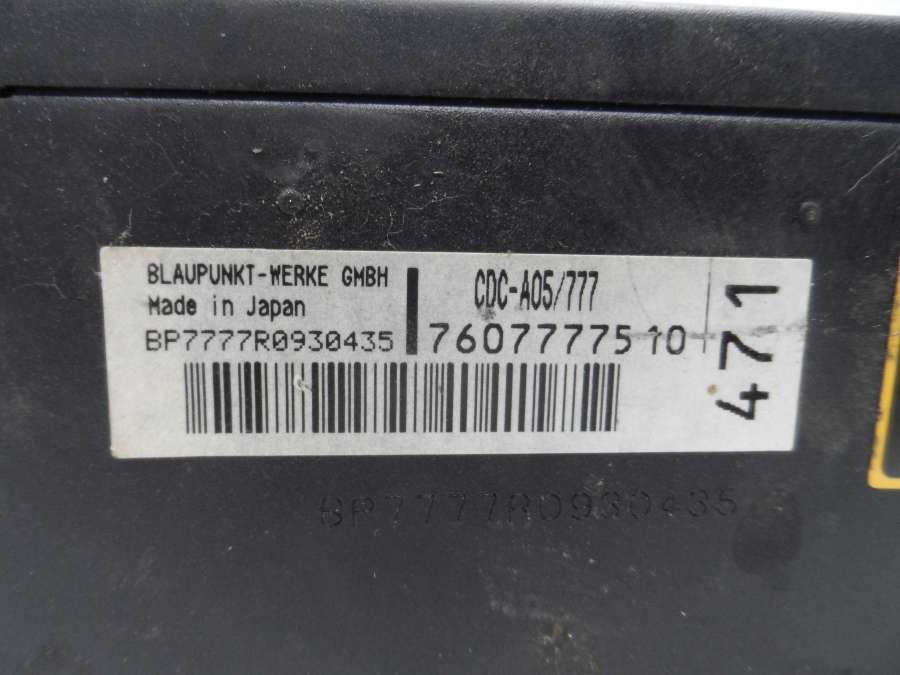 BLAUPUNKT-WERKE GMBH
Made in Japan
BP7777R0930435
CDC-A05/777
7607777510
471
BP7777R0930435